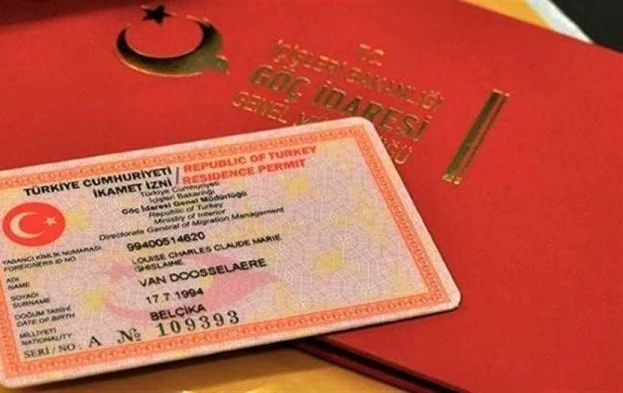 T.C.
İÇİŞLERİ BAKANLIĞI
GÖÇ İDARESİ
GENEL MÜDÜRLÜĞÜ
TÜRKİYE CUMHURİYETİ / REPUBLIC OF TURKEY
İKAMET İZNİ / RESIDENCE PERMIT
Türkiye Cumhuriyeti
İçişleri Bakanlığı
Göç İdaresi Genel Müdürlüğü
Republic of Turkey
Ministry of Interior
Directorate General of Migration Management
YABANCI KİMLİK NUMARASI 99400514620
FOREIGNERS ID NO
ADI LOUISE CHARLES CLAUDE MARIE
NAME GHISLAINE
SOYADI VAN DOOSSELAERE
SURNAME
DOĞUM TARİHİ 17.7.1994
DATE OF BIRTH
MİLLİYETİ BELÇİKA
NATIONALITY
SERİ / NO : A № 109393